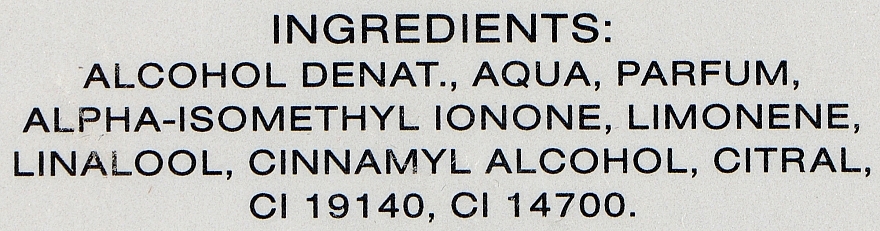 INGREDIENTS:
ALCOHOL DENAT., AQUA, PARFUM,
ALPHA-ISOMETHYL IONONE, LIMONENE,
LINALOOL, CINNAMYL ALCOHOL, CITRAL,
CI 19140, CI 14700.